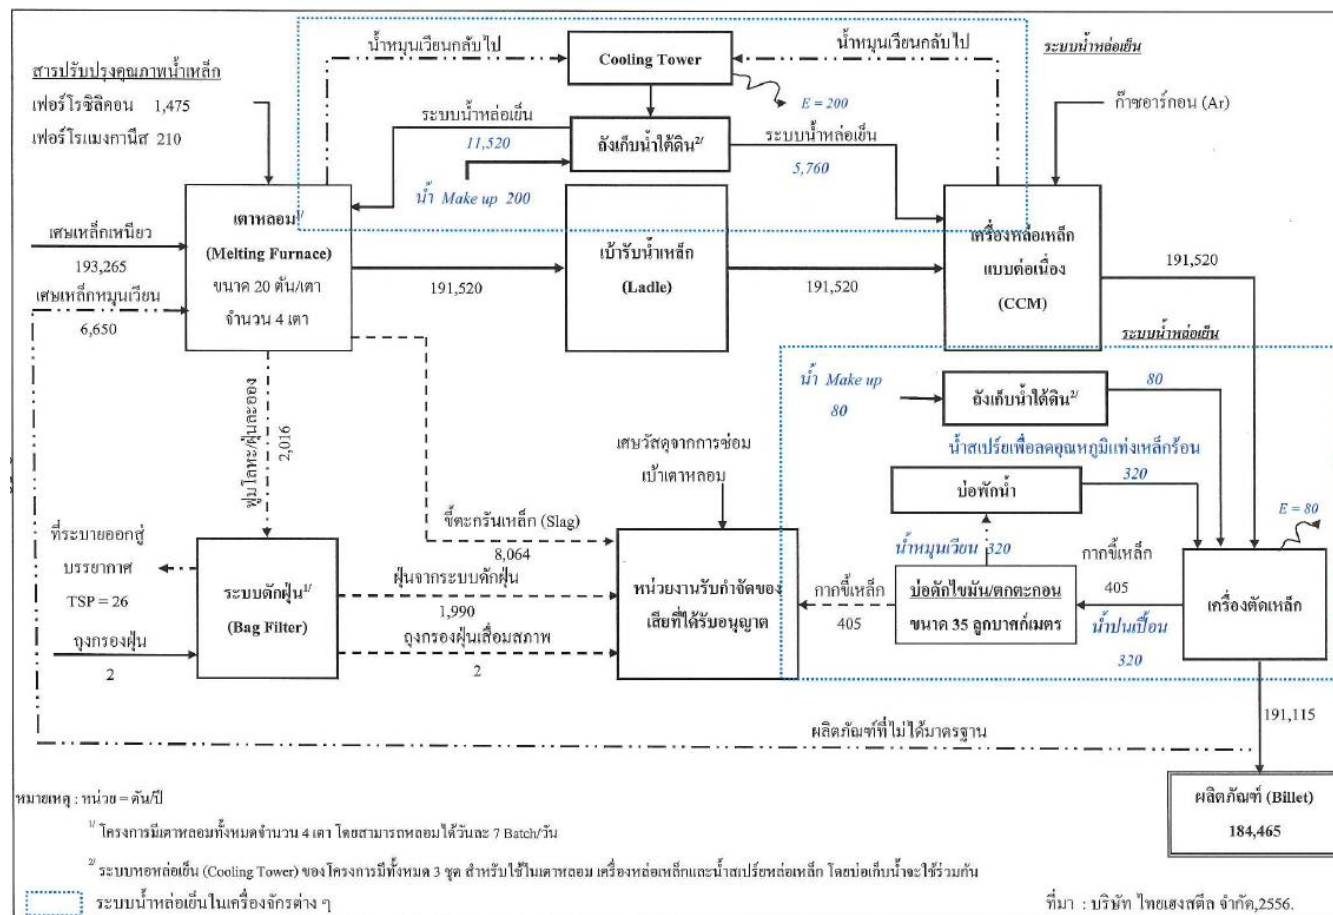 น้ำหมุนเวียนกลับไป
Cooling Tower
น้ำหมุนเวียนกลับไป
ระบบน้ำหล่อเย็น
สารปรับปรุงคุณภาพน้ำเหล็ก
เฟอร์โรซิลิคอน 1,475
เฟอร์โรแมงกานีส 210
E = 200
ก๊าซอาร์กอน (Ar)
ระบบน้ำหล่อเย็น
11,520
ถังเก็บน้ำใต้ดิน2/
ระบบน้ำหล่อเย็น
5,760
น้ำ Make up 200
เตาหลอม1/
(Melting Furnace)
ขนาด 20 ตัน/เตา
จำนวน 4 เตา
เศษเหล็กเหนียว
193,265
เศษเหล็กหมุนเวียน
6,650
191,520
เบ้ารับน้ำเหล็ก
(Ladle)
191,520
เครื่องหล่อเหล็ก
แบบต่อเนื่อง
(CCM)
191,520
ระบบน้ำหล่อเย็น
น้ำ Make up
80
ถังเก็บน้ำใต้ดิน2/
80
น้ำสเปรย์เพื่อลดอุณหภูมิแท่งเหล็กร้อน
320
บ่อพักน้ำ
E = 80
น้ำหมุนเวียน 320
ฟูมโลหะ/ฝุ่นละออง
2,016
เศษวัสดุจากการซ่อม
เบ้าเตาหลอม
ขี้ตะกรันเหล็ก (Slag)
8,064
ที่ระบายออกสู่
บรรยากาศ
TSP = 26
ถุงกรองฝุ่น
2
ระบบดักฝุ่น1/
(Bag Filter)
ฝุ่นจากระบบดักฝุ่น
1,990
ถุงกรองฝุ่นเสื่อมสภาพ
2
หน่วยงานรับกำจัดของ
เสียที่ได้รับอนุญาต
กากขี้เหล็ก
405
บ่อดักไขมัน/ตกตะกอน
ขนาด 35 ลูกบาศก์เมตร
กากขี้เหล็ก
405
น้ำปนเปื้อน
320
เครื่องตัดเหล็ก
191,115
ผลิตภัณฑ์ที่ไม่ได้มาตรฐาน
ผลิตภัณฑ์ (Billet)
184,465
หมายเหตุ : หน่วย = ตัน/ปี
1/ โครงการมีเตาหลอมทั้งหมดจำนวน 4 เตา โดยสามารถหลอมได้วันละ 7 Batch/วัน
2/ ระบบหอหล่อเย็น (Cooling Tower) ของโครงการมีทั้งหมด 3 ชุด สำหรับใช้ในเตาหลอม เครื่องหล่อเหล็กและน้ำสเปรย์หล่อเหล็ก โดยบ่อเก็บน้ำจะใช้ร่วมกัน
ระบบน้ำหล่อเย็นในเครื่องจักรต่าง ๆ
ที่มา : บริษัท ไทยเฮงสตีล จำกัด,2556.